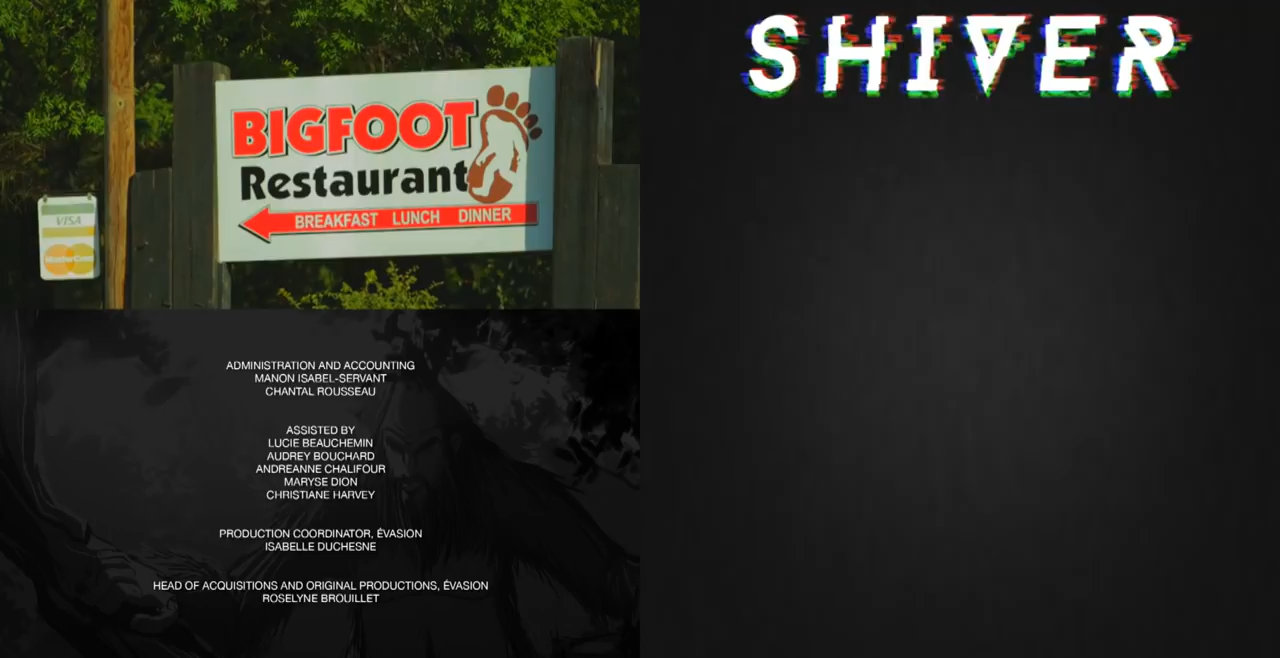 BIGFOOT
Restaurant
BREAKFAST LUNCH DINNER
VISA
MasterCard
SHIVER
ADMINISTRATION AND ACCOUNTING
MANON ISABEL-SERVANT
CHANTAL ROUSSEAU
ASSISTED BY
LUCIE BEAUCHEMIN
AUDREY BOUCHARD
ANDREANNE CHALIFOUR
MARYSE DION
CHRISTIANE HARVEY
PRODUCTION COORDINATOR, ÉVASION
ISABELLE DUCHESNE
HEAD OF ACQUISITIONS AND ORIGINAL PRODUCTIONS, ÉVASION
ROSELYNE BROUILLET